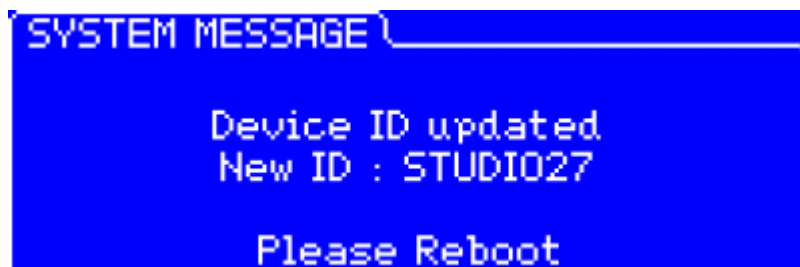 SYSTEM MESSAGE
Device ID updated
New ID : STUDIO27
Please Reboot